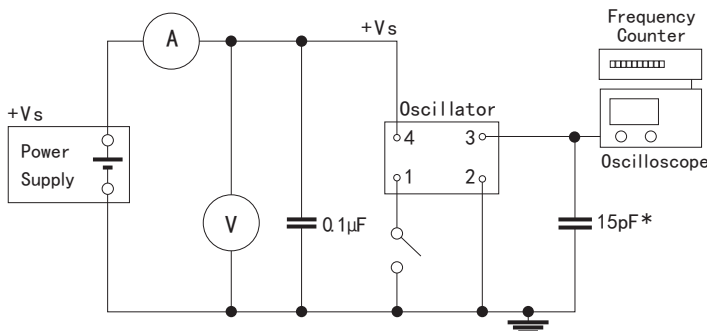 Frequency
Counter
A
+Vs
Oscillator
+Vs
Power
Supply
4
3
1
2
Oscilloscope
V
0.1μF
15pF*